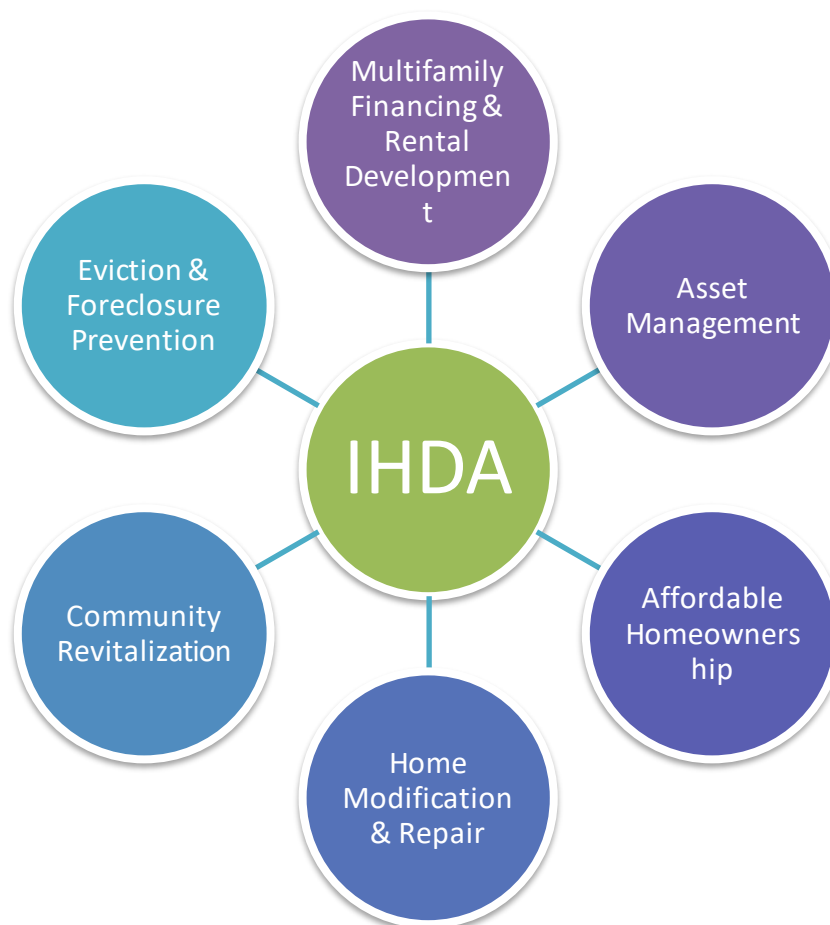 Multifamily
Financing &
Rental
Developmen
t
Asset
Management
Affordable
Homeowners
hip
Home
Modification
& Repair
Community
Revitalization
Eviction &
Foreclosure
Prevention
IHDA